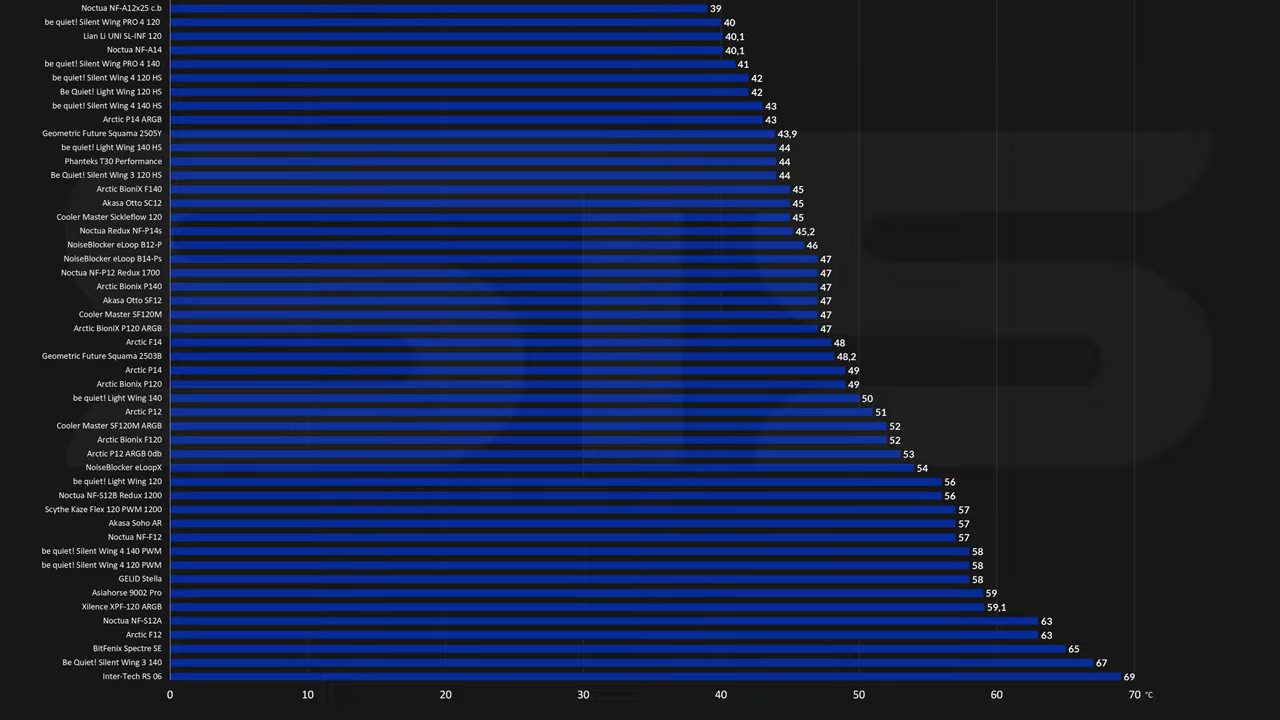 Noctua NF-A12x25 c.b 39
be quiet! Silent Wing PRO 4 120 40
Lian Li UNI SL-INF 120 40,1
Noctua NF-A14 40,1
be quiet! Silent Wing PRO 4 140 41
be quiet! Silent Wing 4 120 HS 42
Be Quiet! Light Wing 120 HS 42
be quiet! Silent Wing 4 140 HS 43
Arctic P14 ARGB 43
Geometric Future Squama 2505Y 43,9
be quiet! Light Wing 140 HS 44
Phanteks T30 Performance 44
Be Quiet! Silent Wing 3 120 HS 44
Arctic BioniX F140 45
Akasa Otto SC12 45
Cooler Master Sickleflow 120 45
Noctua Redux NF-P14s 45,2
NoiseBlocker eLoop B12-P 46
NoiseBlocker eLoop B14-Ps 47
Noctua NF-P12 Redux 1700 47
Arctic Bionix P140 47
Akasa Otto SF12 47
Cooler Master SF120M 47
Arctic BioniX P120 ARGB 47
Arctic F14 48
Geometric Future Squama 2503B 48,2
Arctic P14 49
Arctic Bionix P120 49
be quiet! Light Wing 140 50
Arctic P12 51
Cooler Master SF120M ARGB 52
Arctic Bionix F120 52
Arctic P12 ARGB 0db 53
NoiseBlocker eLoopX 54
be quiet! Light Wing 120 56
Noctua NF-S12B Redux 1200 56
Scythe Kaze Flex 120 PWM 1200 57
Akasa Soho AR 57
Noctua NF-F12 57
be quiet! Silent Wing 4 140 PWM 58
be quiet! Silent Wing 4 120 PWM 58
GELID Stella 58
Asiahorse 9002 Pro 59
Xilence XPF-120 ARGB 59,1
Noctua NF-S12A 63
Arctic F12 63
BitFenix Spectre SE 65
Be Quiet! Silent Wing 3 140 67
Inter-Tech RS 06 69
0 10 20 30 40 50 60 70 °C